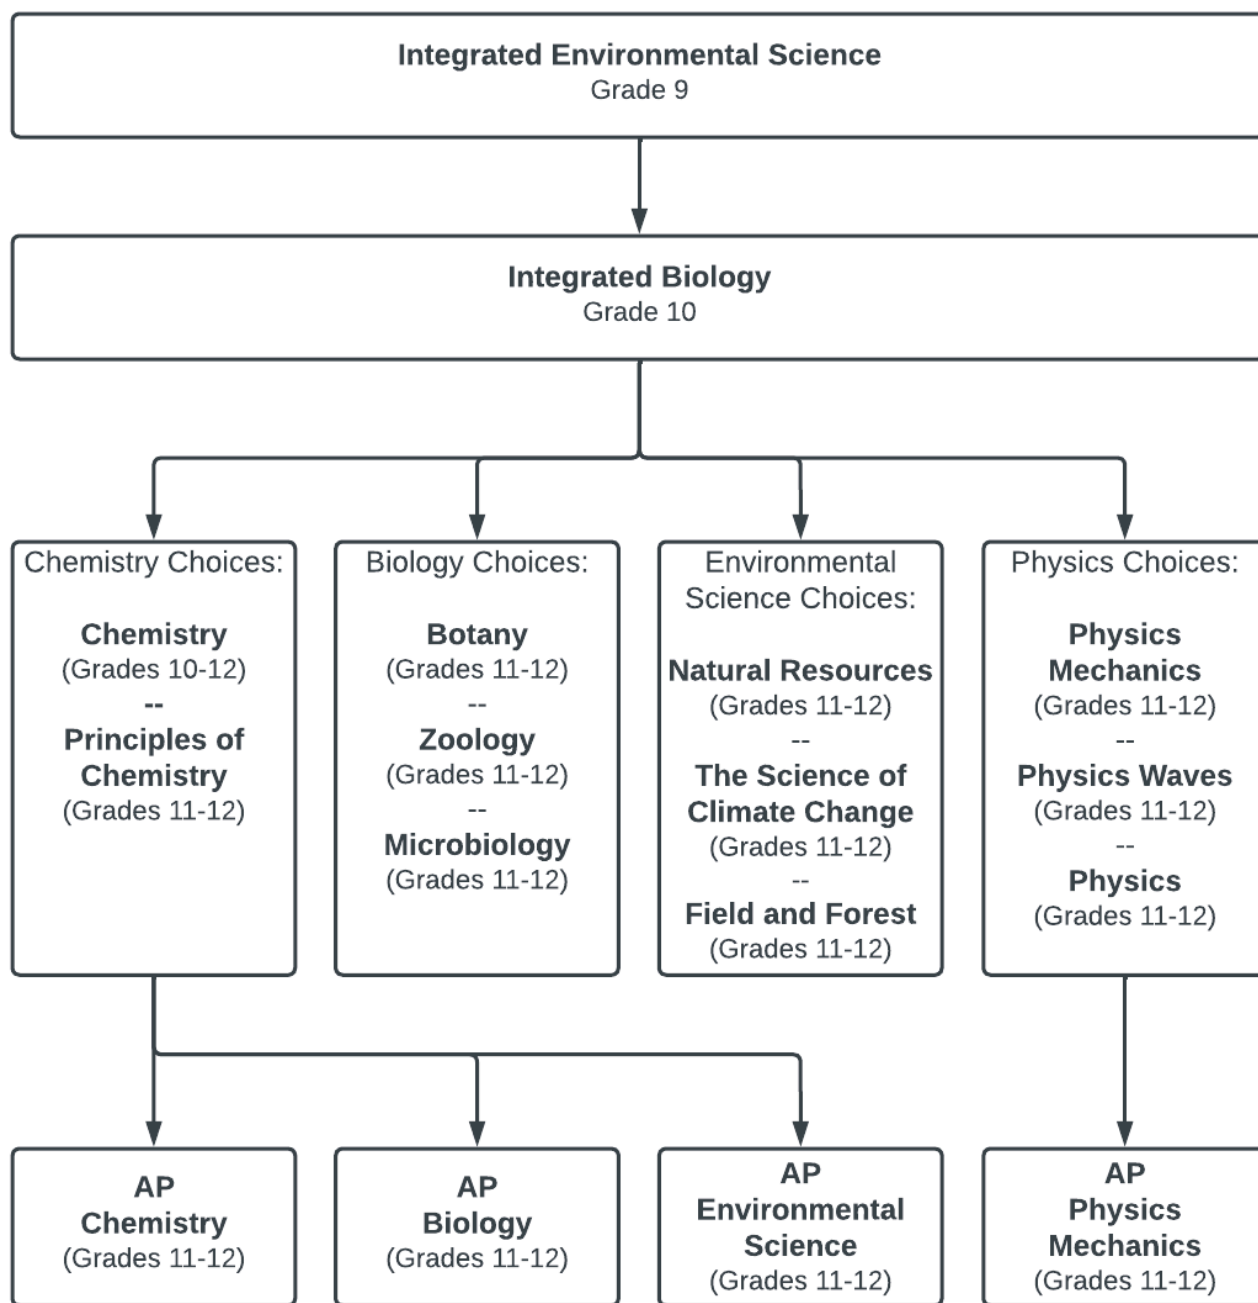 Integrated Environmental Science
Grade 9
Integrated Biology
Grade 10
Chemistry Choices:
Chemistry
(Grades 10-12)
--
Principles of
Chemistry
(Grades 11-12)
Biology Choices:
Botany
(Grades 11-12)
--
Zoology
(Grades 11-12)
--
Microbiology
(Grades 11-12)
Environmental
Science Choices:
Natural Resources
(Grades 11-12)
--
The Science of
Climate Change
(Grades 11-12)
--
Field and Forest
(Grades 11-12)
Physics Choices:
Physics
Mechanics
(Grades 11-12)
--
Physics Waves
(Grades 11-12)
--
Physics
(Grades 11-12)
AP
Chemistry
(Grades 11-12)
AP
Biology
(Grades 11-12)
AP
Environmental
Science
(Grades 11-12)
AP
Physics
Mechanics
(Grades 11-12)